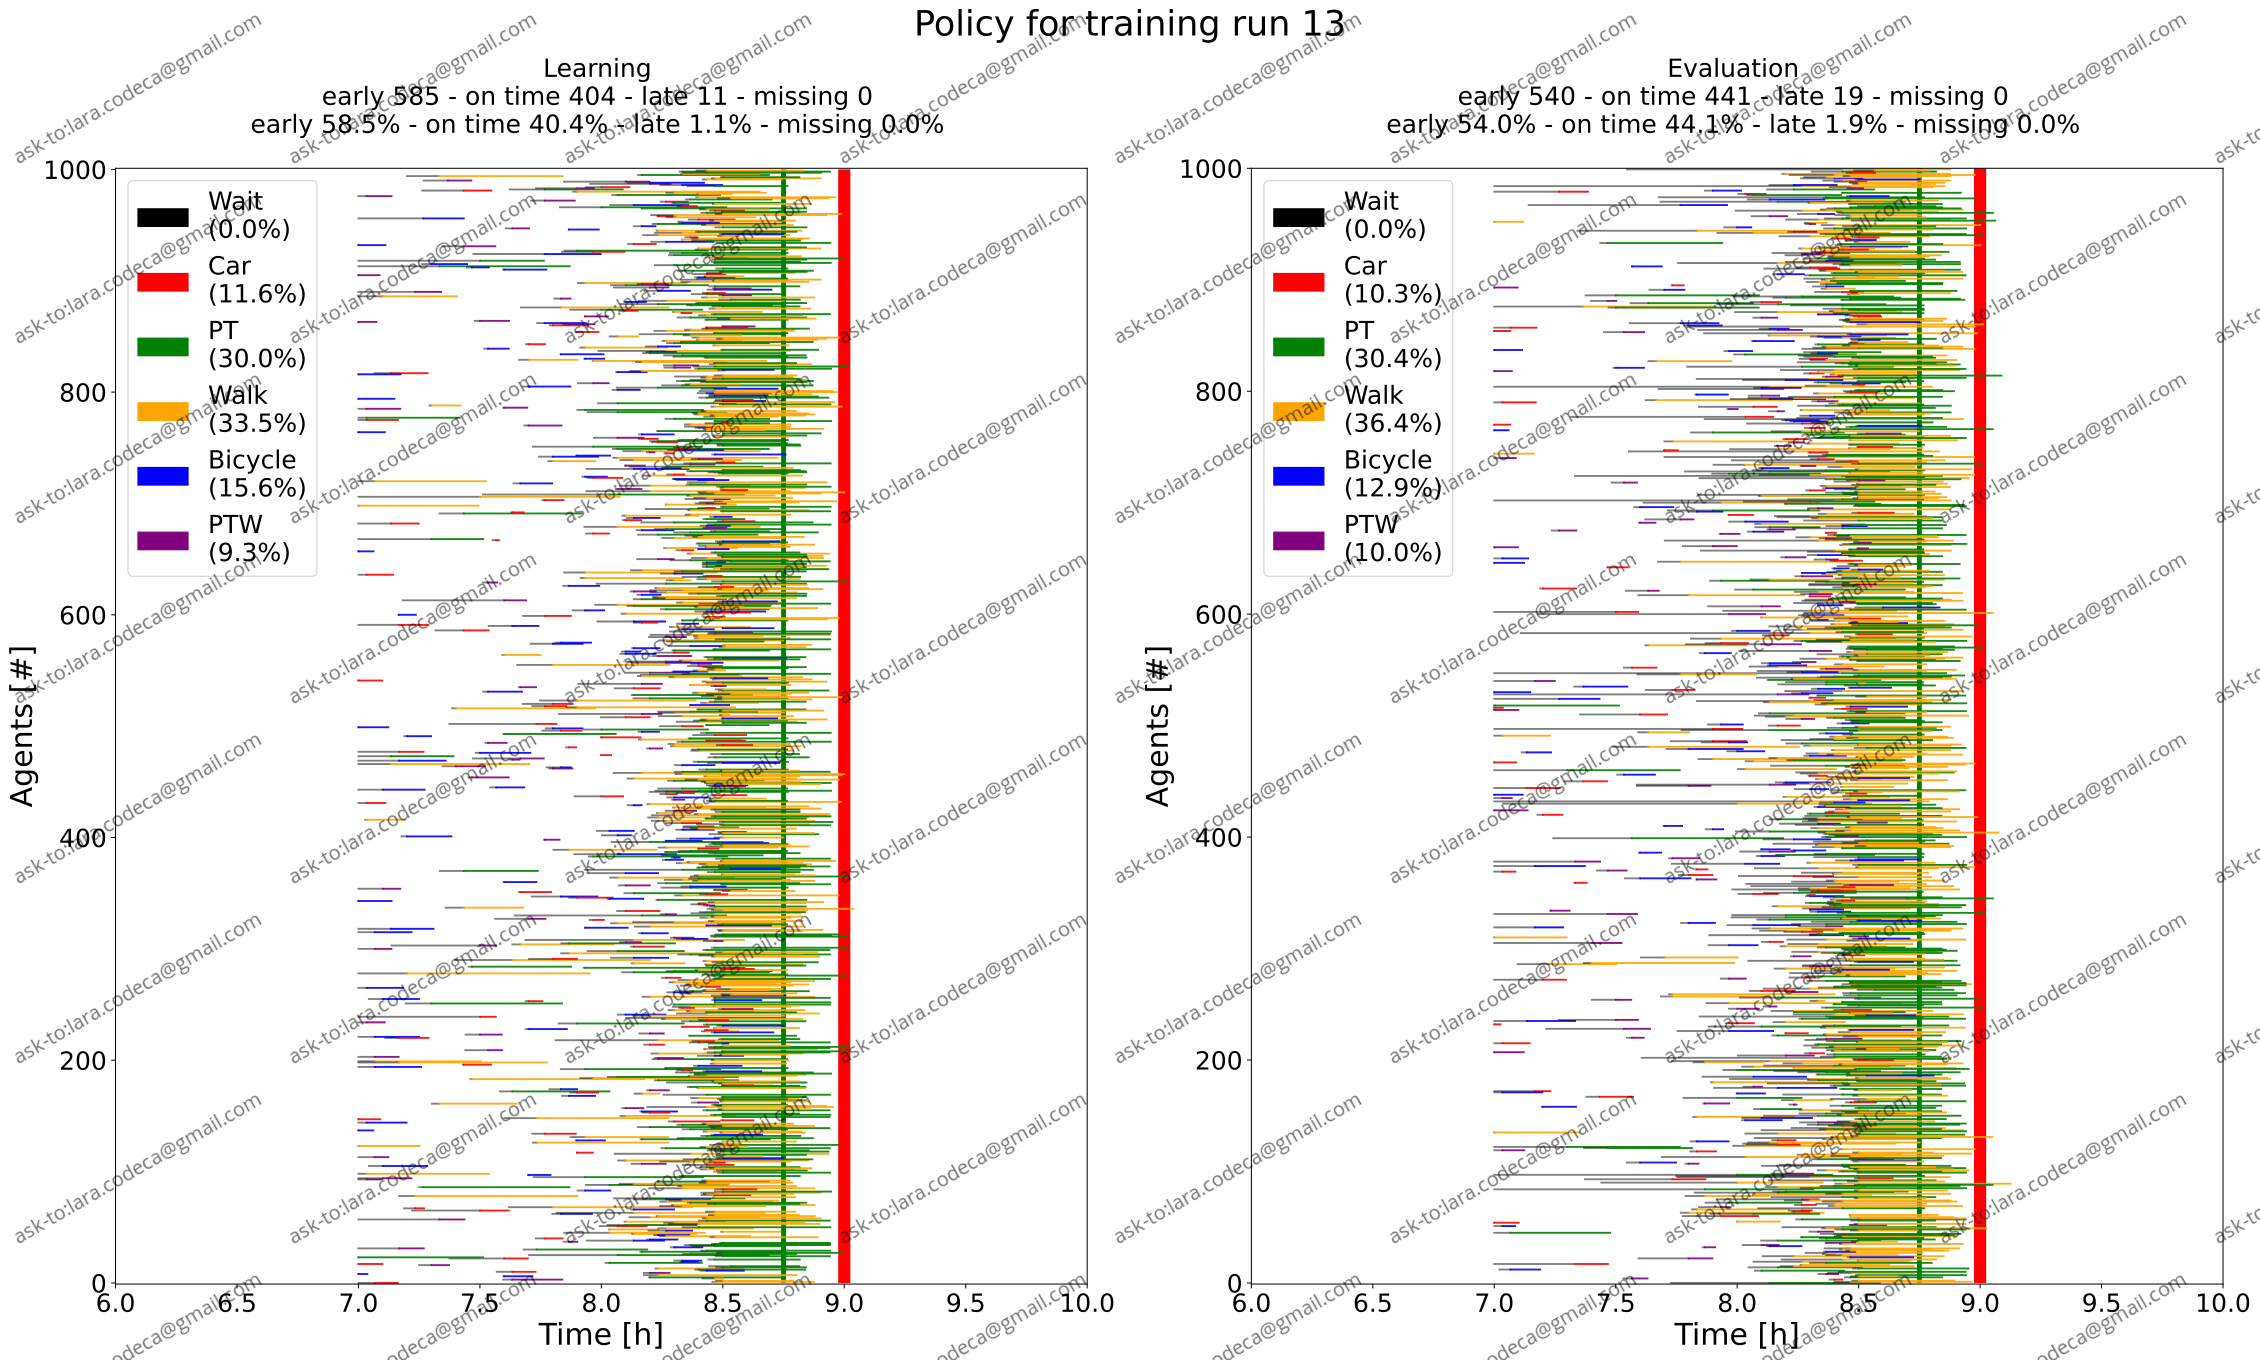 Policy for training run 13
Learning
early 585 - on time 404 - late 11 - missing 0
early 58.5% - on time 40.4% - late 1.1% - missing 0.0%
Wait
(0.0%)
Car
(11.6%)
PT
(30.0%)
Walk
(33.5%)
Bicycle
(15.6%)
PTW
(9.3%)
1000
800
600
400
200
0
Agents [#]
6.0 6.5 7.0 7.5 8.0 8.5 9.0 9.5 10.0
Time [h]
Evaluation
early 540 - on time 441 - late 19 - missing 0
early 54.0% - on time 44.1% - late 1.9% - missing 0.0%
Wait
(0.0%)
Car
(10.3%)
PT
(30.4%)
Walk
(36.4%)
Bicycle
(12.9%)
PTW
(10.0%)
1000
800
600
400
200
0
Agents [#]
6.0 6.5 7.0 7.5 8.0 8.5 9.0 9.5 10.0
Time [h]
ask-to:lara.codeca@gmail.com